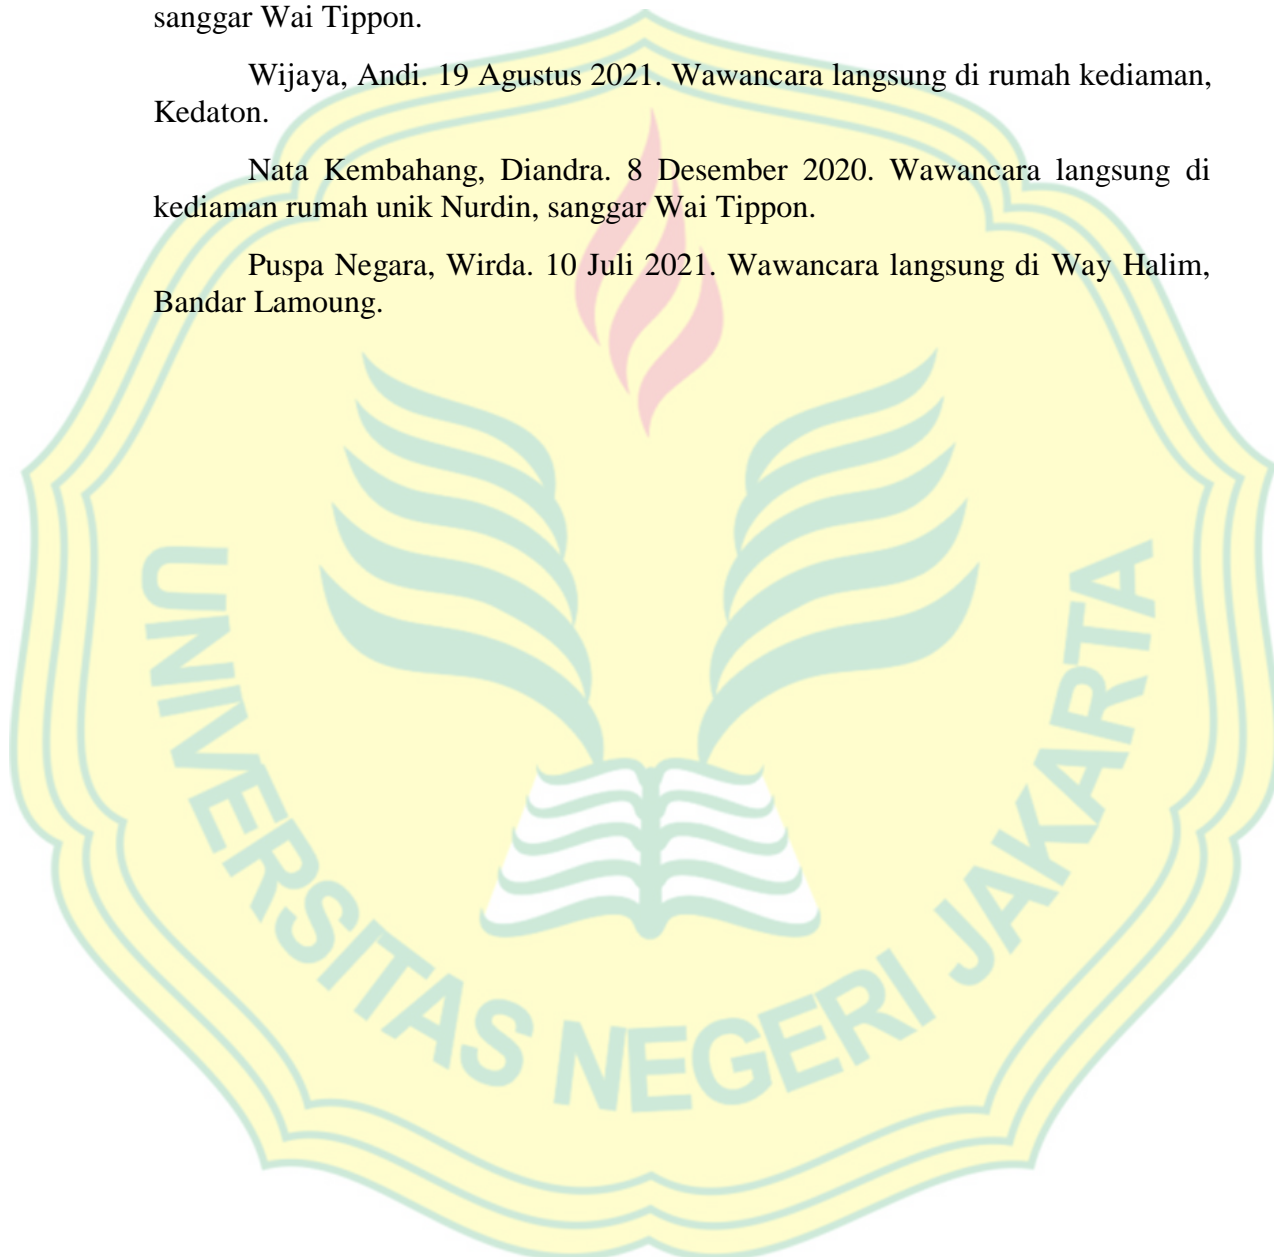 sanggar Wai Tippon.
Wijaya, Andi. 19 Agustus 2021. Wawancara langsung di rumah kediaman,
Kedaton.
Nata Kembahang, Diandra. 8 Desember 2020. Wawancara langsung di
kediaman rumah unik Nurdin, sanggar Wai Tippon.
Puspa Negara, Wirda. 10 Juli 2021. Wawancara langsung di Way Halim,
Bandar Lamoung.
UNIVERSITAS NEGERI JAKARTA